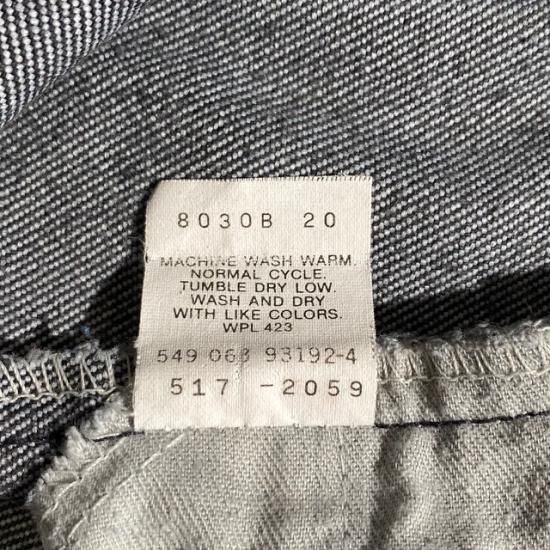 8030B 20
MACHINE WASH WARM.
NORMAL CYCLE.
TUMBLE DRY LOW.
WASH AND DRY
WITH LIKE COLORS.
WPL 423
549 063 93192-4
517 -2059